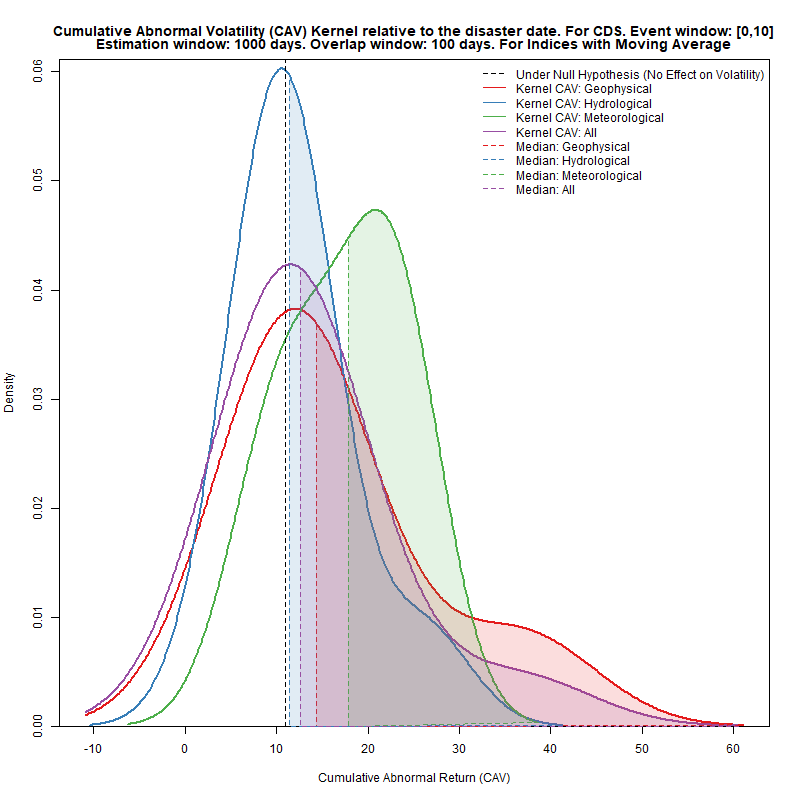 Cumulative Abnormal Volatility (CAV) Kernel relative to the disaster date. For CDS. Event window: [0,10]
Estimation window: 1000 days. Overlap window: 100 days. For Indices with Moving Average
Under Null Hypothesis (No Effect on Volatility)
Kernel CAV: Geophysical
Kernel CAV: Hydrological
Kernel CAV: Meteorological
Kernel CAV: All
Median: Geophysical
Median: Hydrological
Median: Meteorological
Median: All
Density
0.06
0.05
0.04
0.03
0.02
0.01
0.00
-10 0 10 20 30 40 50 60
Cumulative Abnormal Return (CAV)